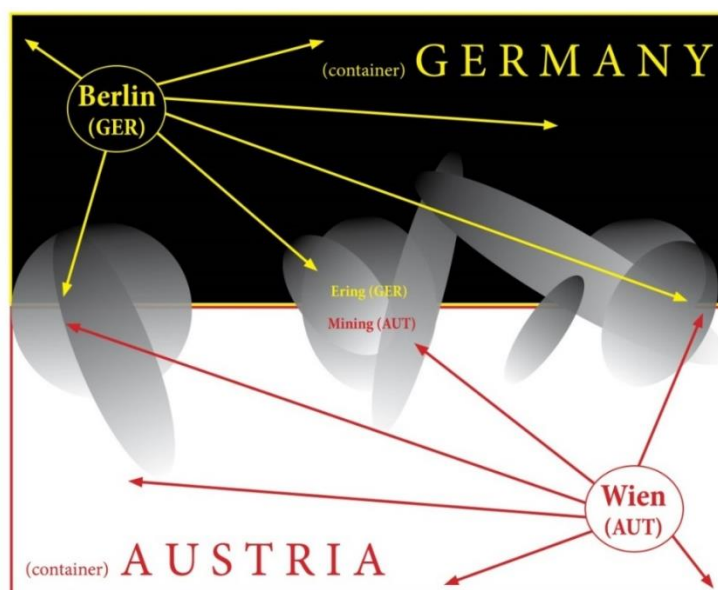 (container) GERMANY
Berlin
(GER)
Ering (GER)
Mining (AUT)
Wien
(AUT)
(container) AUSTRIA